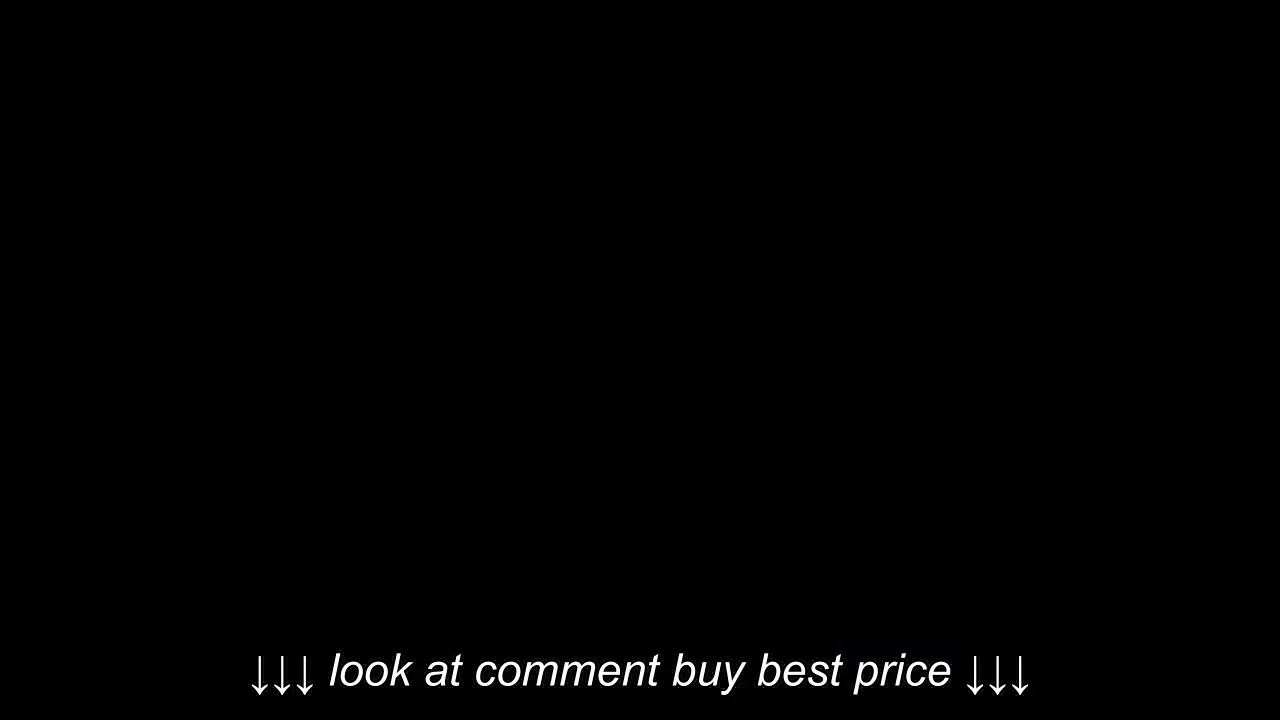 ↓↓↓ look at comment buy best price ↓↓↓